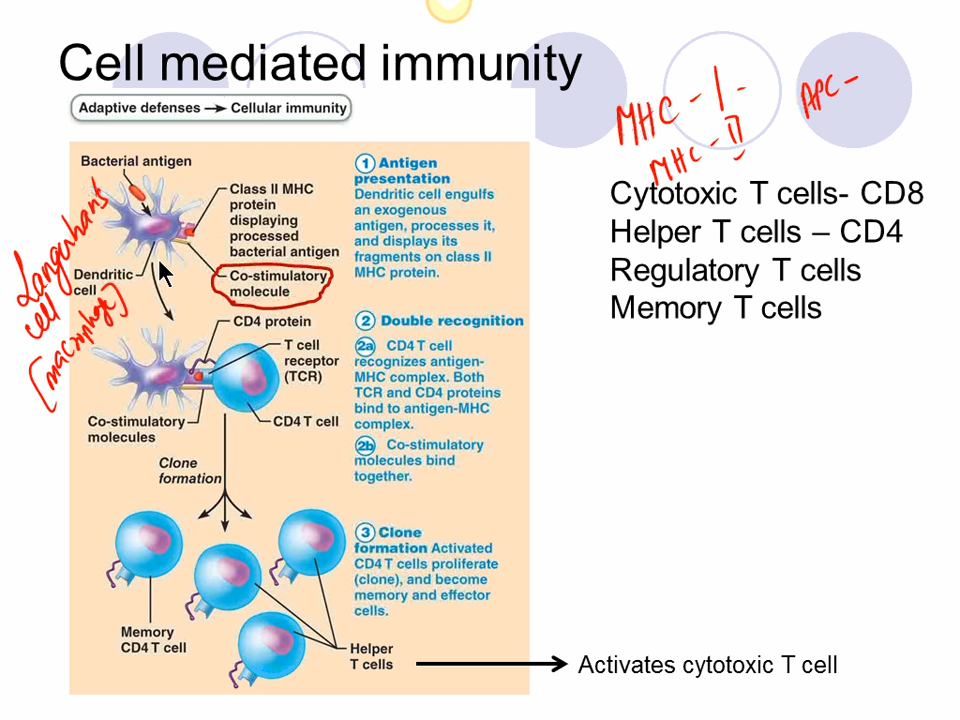 Cell mediated immunity
Adaptive defenses → Cellular immunity
MHC - I -
MHC - II
APC -
Bacterial antigen
Class II MHC
protein
displaying
processed
bacterial antigen
Dendritic
cell
Co-stimulatory
molecule
Langerhans'
cell
[macrophage]
1 Antigen
presentation
Dendritic cell engulfs
an exogenous
antigen, processes it,
and displays its
fragments on class II
MHC protein.
CD4 protein
T cell
receptor
(TCR)
Co-stimulatory
molecules
CD4 T cell
2 Double recognition
2a CD4 T cell
recognizes antigen-
MHC complex. Both
TCR and CD4 proteins
bind to antigen-MHC
complex.
2b Co-stimulatory
molecules bind
together.
Clone
formation
3 Clone
formation Activated
CD4 T cells proliferate
(clone), and become
memory and effector
cells.
Memory
CD4 T cell
Helper
T cells
Activates cytotoxic T cell
Cytotoxic T cells- CD8
Helper T cells – CD4
Regulatory T cells
Memory T cells